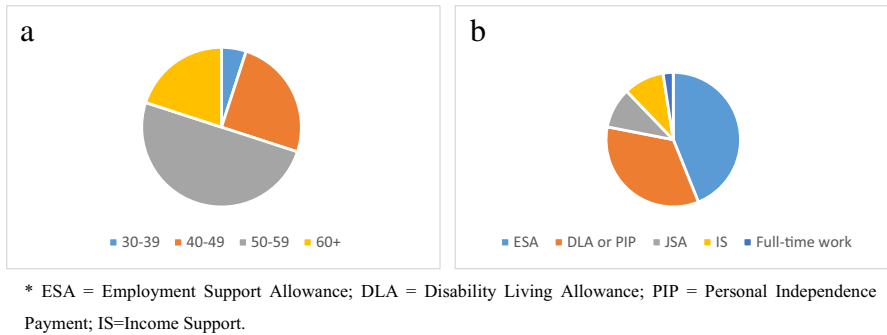 a
30-39 40-49 50-59 60+
b
ESA DLA or PIP JSA IS Full-time work
* ESA = Employment Support Allowance; DLA = Disability Living Allowance; PIP = Personal Independence
Payment; IS=Income Support.